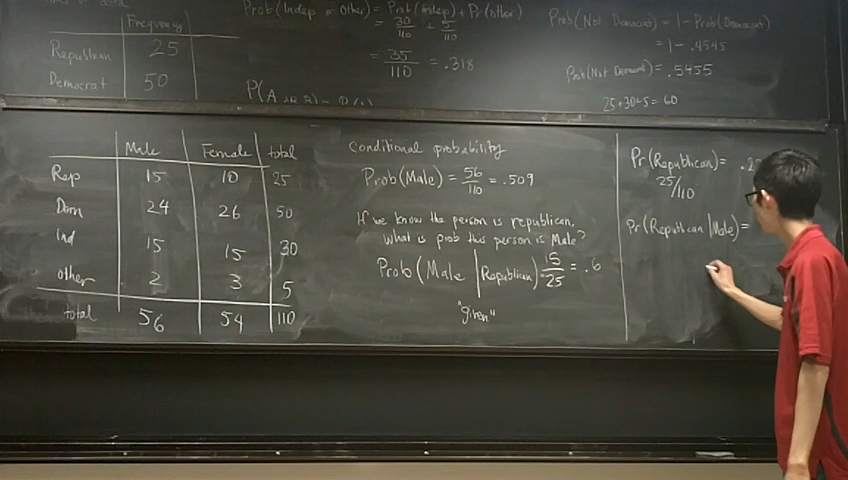 Frequency
Republican 25
Democrat 50
Prob(Indep or Other) = Prob(Indep) + Pr(other)
= 30/110 + 5/110
= 35/110 = .318
Prob(Not Democrat) = 1 - Prob(Democrat)
= 1 - .4545
Prob(Not Democrat) = .5455
25+30+5 = 60
Male Female total
Rep 15 10 25
Dem 24 26 50
Ind 15 15 30
other 2 3 5
total 56 54 110
Conditional probability
Prob(Male) = 56/110 = .509
If we know the person is republican,
what is prob this person is Male?
Prob(Male | Republican) = 15/25 = .6
"given"
Pr(Republican) = .2
25/110
Pr(Republican | Male) =